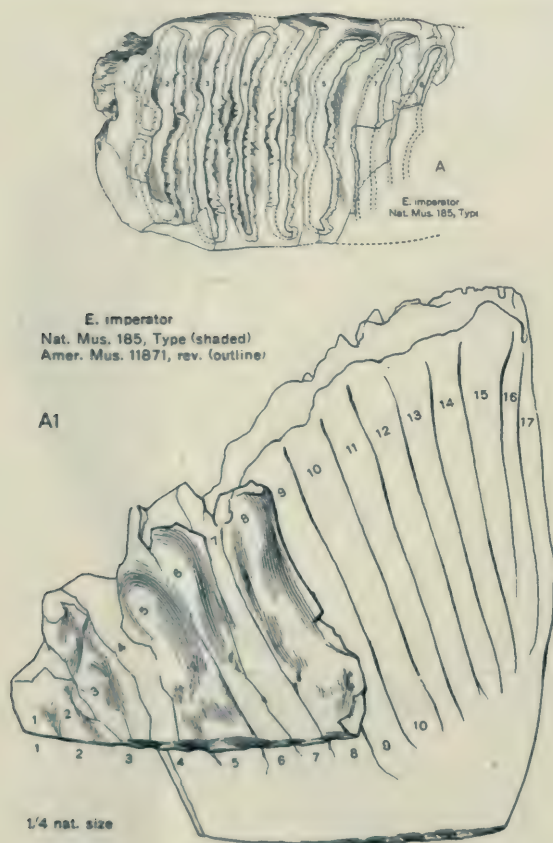 A
E. imperator
Nat. Mus. 185, Type
E. imperator
Nat. Mus. 185, Type (shaded)
Amer. Mus. 11871, rev. (outline)
A1
17
16
15
14
13
12
11
10
9
8
7
6
5
4
3
2
1
1 2 3 4 5 6 7 8 9 10
1/4 nat. size